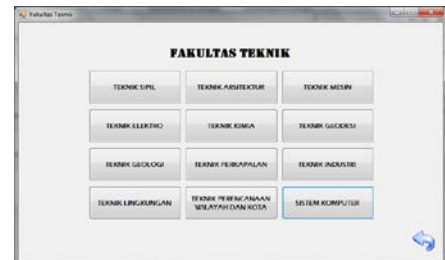 Fakultas Teknik
FAKULTAS TEKNIK
TEKNIK SIPIL
TEKNIK ARSITEKTUR
TEKNIK MESIN
TEKNIK ELEKTRO
TEKNIK KIMIA
TEKNIK GEODESI
TEKNIK GEOLOGI
TEKNIK PERKAPALAN
TEKNIK INDUSTRI
TEKNIK LINGKUNGAN
TEKNIK PERENCANAAN
WILAYAH DAN KOTA
SISTEM KOMPUTER